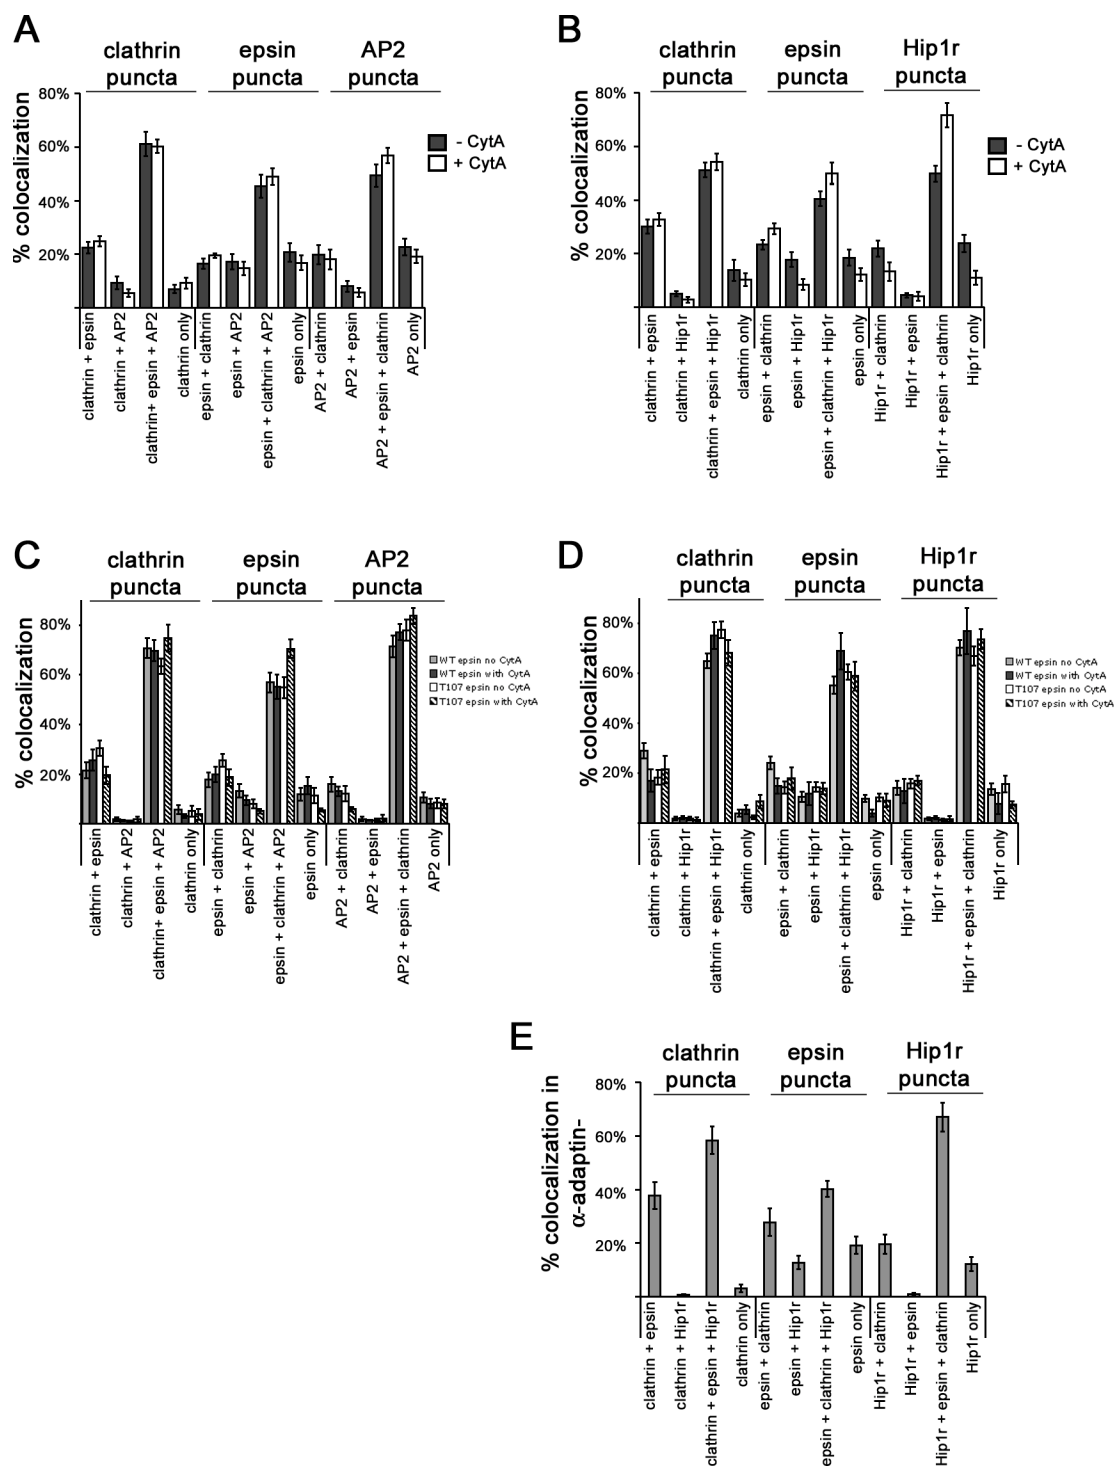 A
clathrin
puncta
epsin
puncta
AP2
puncta
% colocalization
80%
60%
40%
20%
- CytA
+ CytA
clathrin + epsin
clathrin + AP2
clathrin+ epsin + AP2
clathrin only
epsin + clathrin
epsin + AP2
epsin + clathrin + AP2
epsin only
AP2 + clathrin
AP2 + epsin
AP2 + epsin + clathrin
AP2 only
B
clathrin
puncta
epsin
puncta
Hip1r
puncta
% colocalization
80%
60%
40%
20%
- CytA
+ CytA
clathrin + epsin
clathrin + Hip1r
clathrin + epsin + Hip1r
clathrin only
epsin + clathrin
epsin + Hip1r
epsin + clathrin + Hip1r
epsin only
Hip1r + clathrin
Hip1r + epsin
Hip1r + epsin + clathrin
Hip1r only
C
clathrin
puncta
epsin
puncta
AP2
puncta
% colocalization
80%
60%
40%
20%
WT epsin no CytA
WT epsin with CytA
T107 epsin no CytA
T107 epsin with CytA
clathrin + epsin
clathrin + AP2
clathrin+ epsin + AP2
clathrin only
epsin + clathrin
epsin + AP2
epsin + clathrin + AP2
epsin only
AP2 + clathrin
AP2 + epsin
AP2 + epsin + clathrin
AP2 only
D
clathrin
puncta
epsin
puncta
Hip1r
puncta
% colocalization
80%
60%
40%
20%
WT epsin no CytA
WT epsin with CytA
T107 epsin no CytA
T107 epsin with CytA
clathrin + epsin
clathrin + Hip1r
clathrin + epsin + Hip1r
clathrin only
epsin + clathrin
epsin + Hip1r
epsin + clathrin + Hip1r
epsin only
Hip1r + clathrin
Hip1r + epsin
Hip1r + epsin + clathrin
Hip1r only
E
clathrin
puncta
epsin
puncta
Hip1r
puncta
% colocalization in
α-adaptin-
80%
60%
40%
20%
clathrin + epsin
clathrin + Hip1r
clathrin + epsin + Hip1r
clathrin only
epsin + clathrin
epsin + Hip1r
epsin + clathrin + Hip1r
epsin only
Hip1r + clathrin
Hip1r + epsin
Hip1r + epsin + clathrin
Hip1r only